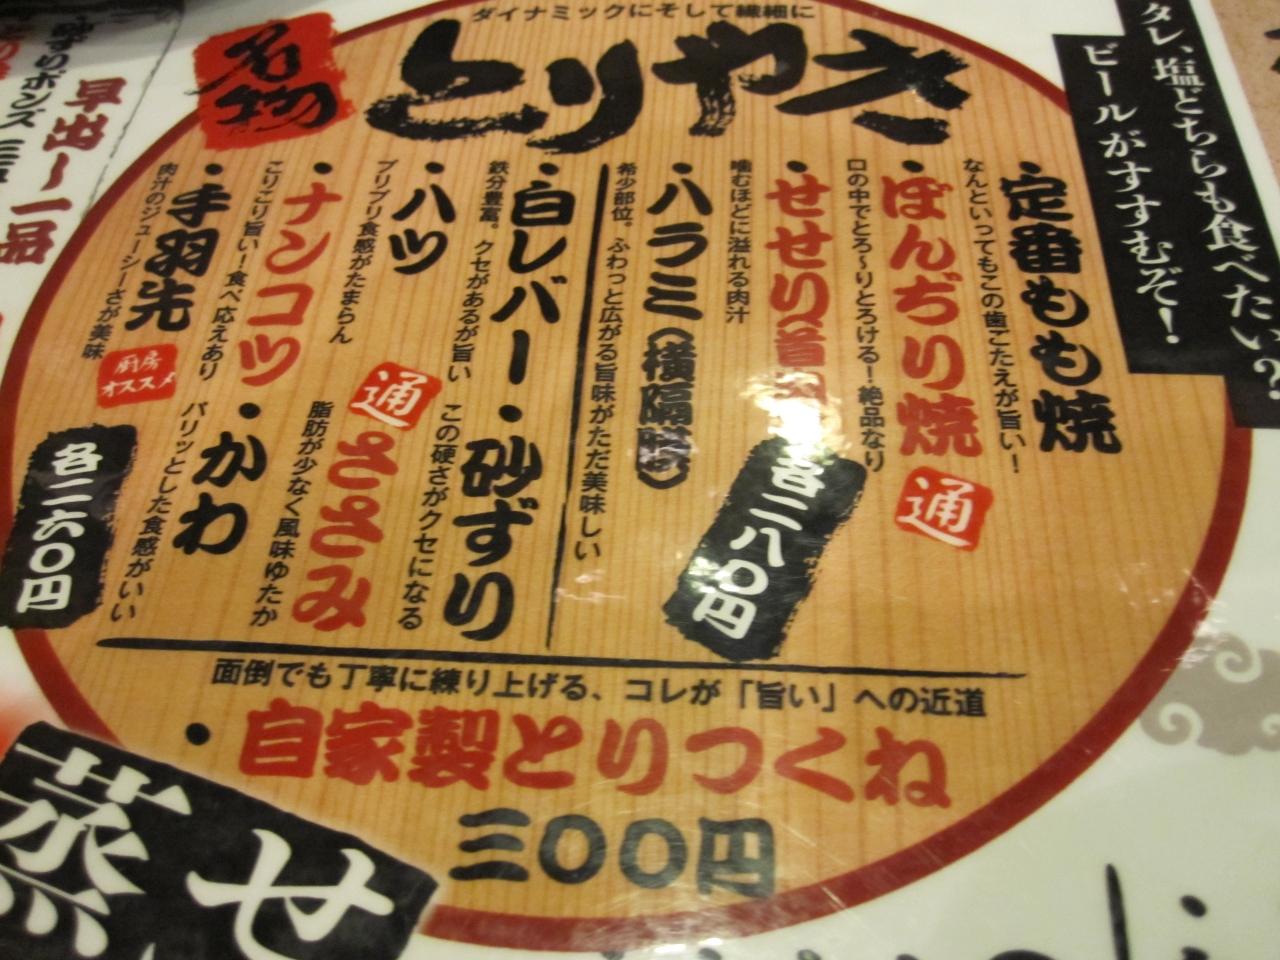 タレ、塩どちらも食べたい?
ビールがすすむぞ!
ダイナミックにそして繊細に
名物
とりやき
・定番もも焼
なんといってもこの歯ごたえが旨い!
・ぼんぢり焼
通
口の中でとろ〜りとろける!絶品なり
・せせり首肉
噛むほどに溢れる肉汁
・ハラミ(横隔膜)
希少部位。ふわっと広がる旨味がただ美味しい
各二八〇円
・白レバー
鉄分豊富。クセがあるが旨い
・砂ずり
この硬さがクセになる
・ハツ
プリプリ食感がたまらん
通
ささみ
脂肪が少なく風味ゆたか
・ナンコツ
こりこり旨い!食べ応えあり
・かわ
パリッとした食感がいい
・手羽先
厨房
オススメ
肉汁のジューシーさが美味
各二六〇円
面倒でも丁寧に練り上げる、コレが「旨い」への近道
・自家製とりつくね
三〇〇円
早出〜一品
ずりポンズ
蒸せ